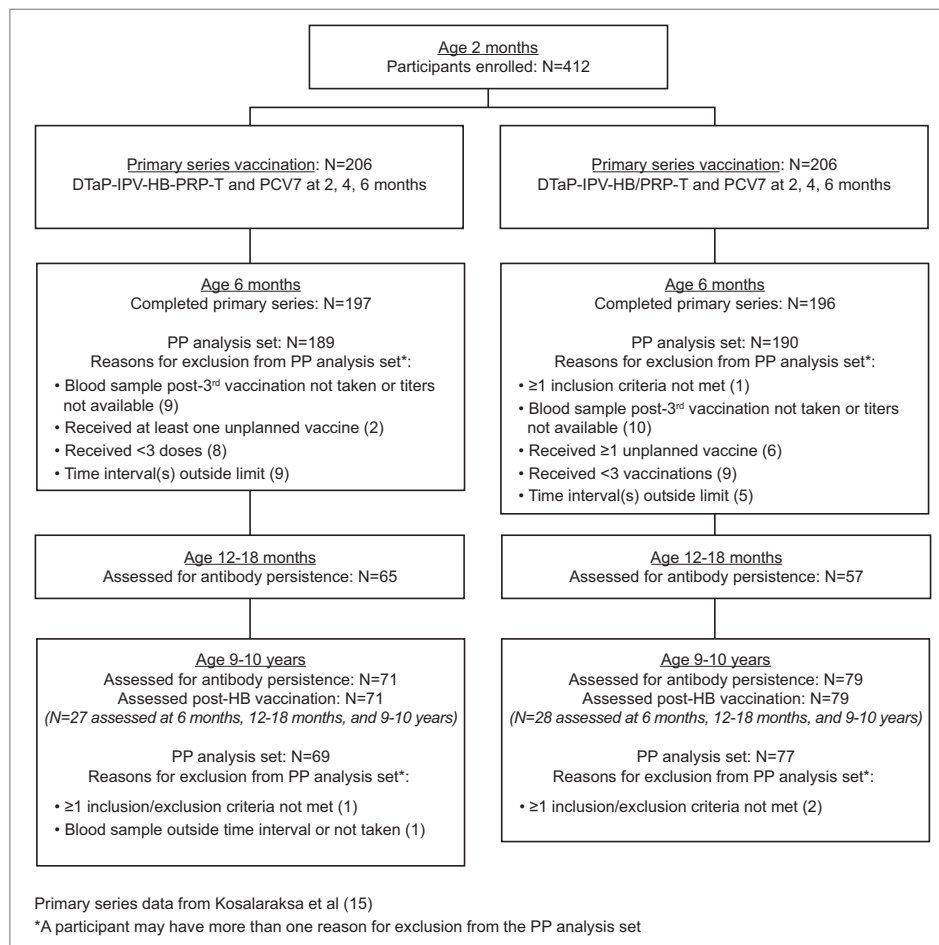 Age 2 months
Participants enrolled: N=412
Primary series vaccination: N=206
DTaP-IPV-HB-PRP-T and PCV7 at 2, 4, 6 months
Primary series vaccination: N=206
DTaP-IPV-HB/PRP-T and PCV7 at 2, 4, 6 months
Age 6 months
Completed primary series: N=197
PP analysis set: N=189
Reasons for exclusion from PP analysis set*:
• Blood sample post-3rd vaccination not taken or titers
not available (9)
• Received at least one unplanned vaccine (2)
• Received <3 doses (8)
• Time interval(s) outside limit (9)
Age 6 months
Completed primary series: N=196
PP analysis set: N=190
Reasons for exclusion from PP analysis set*:
• ≥1 inclusion criteria not met (1)
• Blood sample post-3rd vaccination not taken or titers
not available (10)
• Received ≥1 unplanned vaccine (6)
• Received <3 vaccinations (9)
• Time interval(s) outside limit (5)
Age 12-18 months
Assessed for antibody persistence: N=65
Age 12-18 months
Assessed for antibody persistence: N=57
Age 9-10 years
Assessed for antibody persistence: N=71
Assessed post-HB vaccination: N=71
(N=27 assessed at 6 months, 12-18 months, and 9-10 years)
PP analysis set: N=69
Reasons for exclusion from PP analysis set*:
• ≥1 inclusion/exclusion criteria not met (1)
• Blood sample outside time interval or not taken (1)
Age 9-10 years
Assessed for antibody persistence: N=79
Assessed post-HB vaccination: N=79
(N=28 assessed at 6 months, 12-18 months, and 9-10 years)
PP analysis set: N=77
Reasons for exclusion from PP analysis set*:
• ≥1 inclusion/exclusion criteria not met (2)
Primary series data from Kosalaraksa et al (15)
*A participant may have more than one reason for exclusion from the PP analysis set